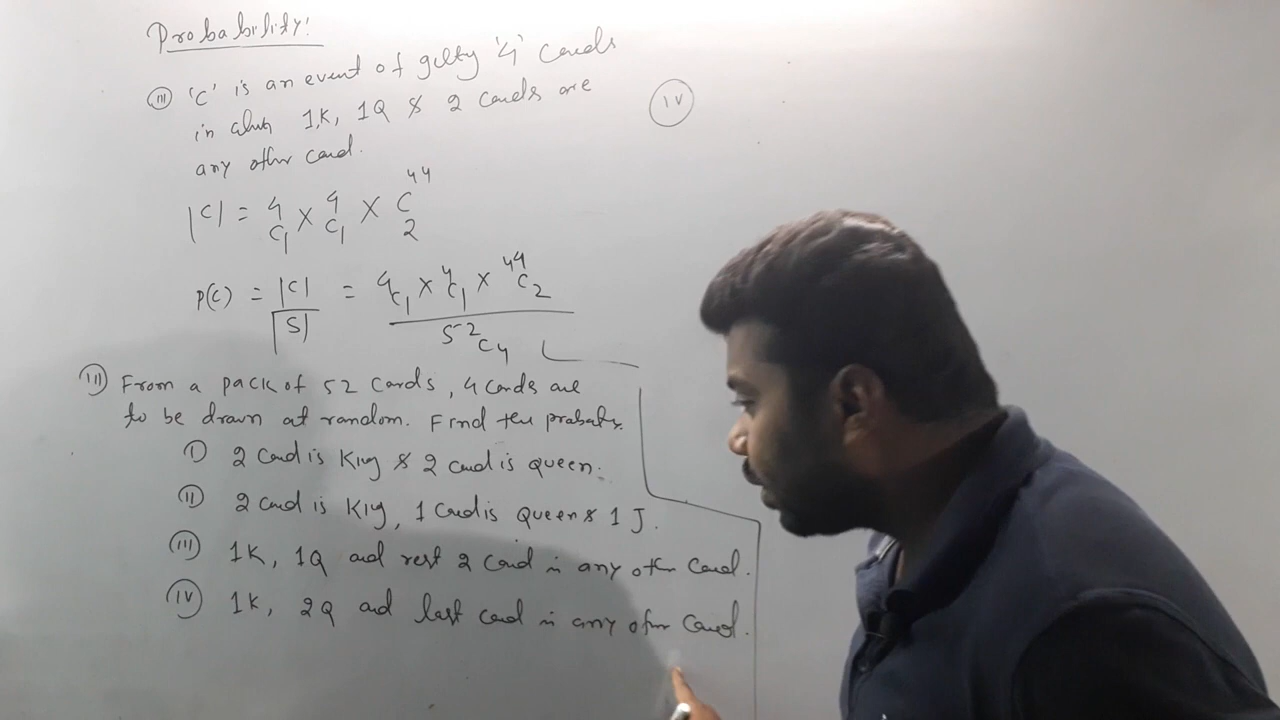 Probability:
(III) 'C' is an event of getty '4' Cards
in which 1K, 1Q & 2 Cards are
any other card.
|C| = 4C1 x 4C1 x 44C2
P(C) = |C| / |S| = 4C1 x 4C1 x 44C2 / 52C4
(III) From a pack of 52 Cards, 4 Cards are
to be drawn at random. Find the probab.
(I) 2 Card is King & 2 card is queen.
(II) 2 card is King, 1 Card is Queen & 1 J.
(III) 1K, 1Q and rest 2 Card is any other Card.
(IV) 1K, 2Q and last card is any other Card.
(IV)